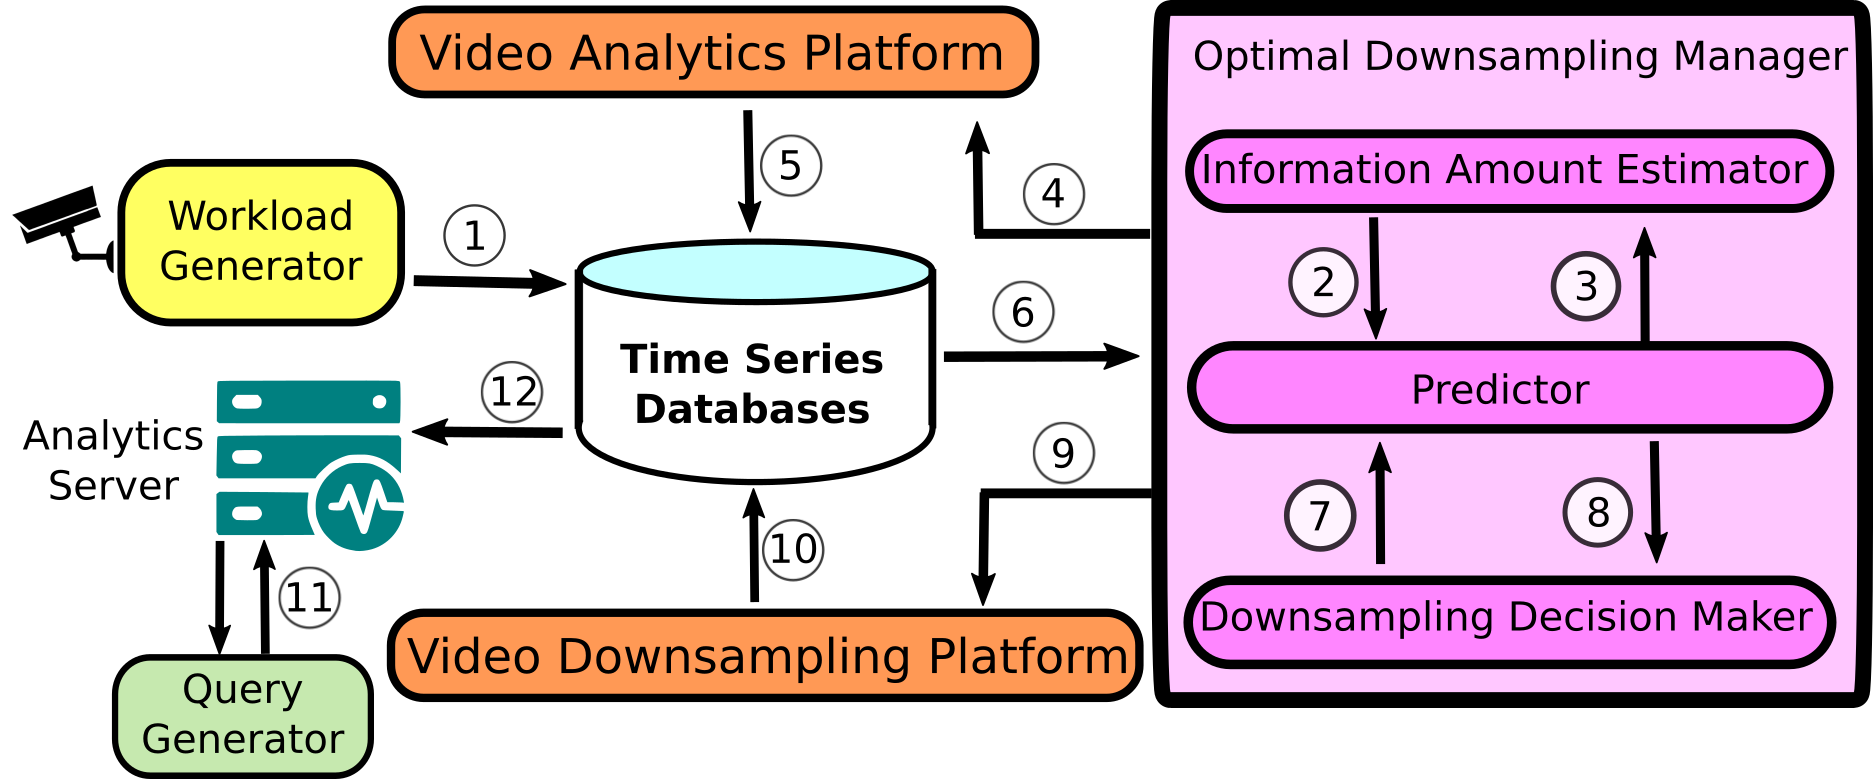 Video Analytics Platform
Optimal Downsampling Manager
Information Amount Estimator
5
4
Workload
Generator
1
2
3
6
Time Series
Databases
Predictor
12
Analytics
Server
9
7
8
10
11
Downsampling Decision Maker
Video Downsampling Platform
Query
Generator